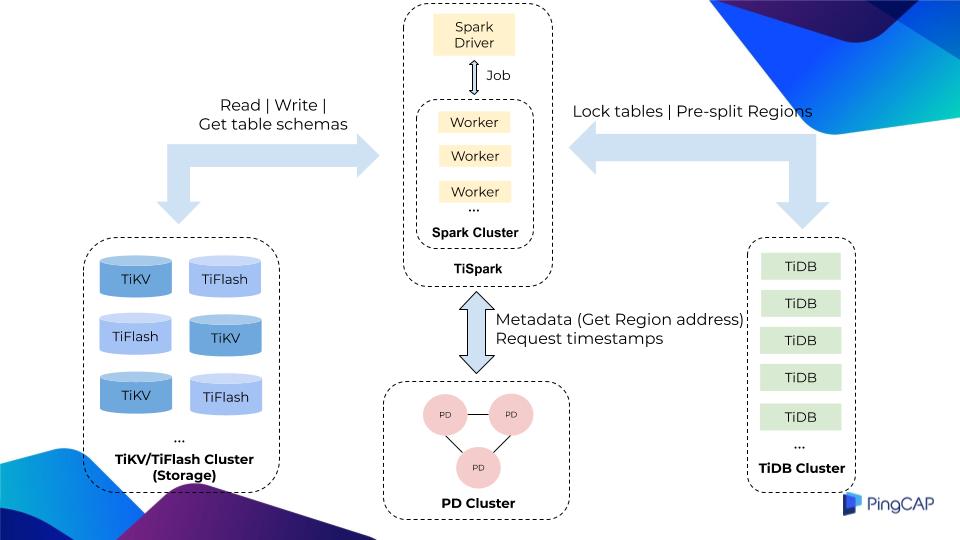 Spark
Driver
Job
Read | Write |
Get table schemas
Lock tables | Pre-split Regions
Worker
Worker
Worker
...
Spark Cluster
TiSpark
TiKV
TiFlash
TiFlash
TiKV
TiKV
TiFlash
...
TiKV/TiFlash Cluster
(Storage)
Metadata (Get Region address)
Request timestamps
PD
PD
PD
PD Cluster
TiDB
TiDB
TiDB
TiDB
TiDB
...
TiDB Cluster
PingCAP